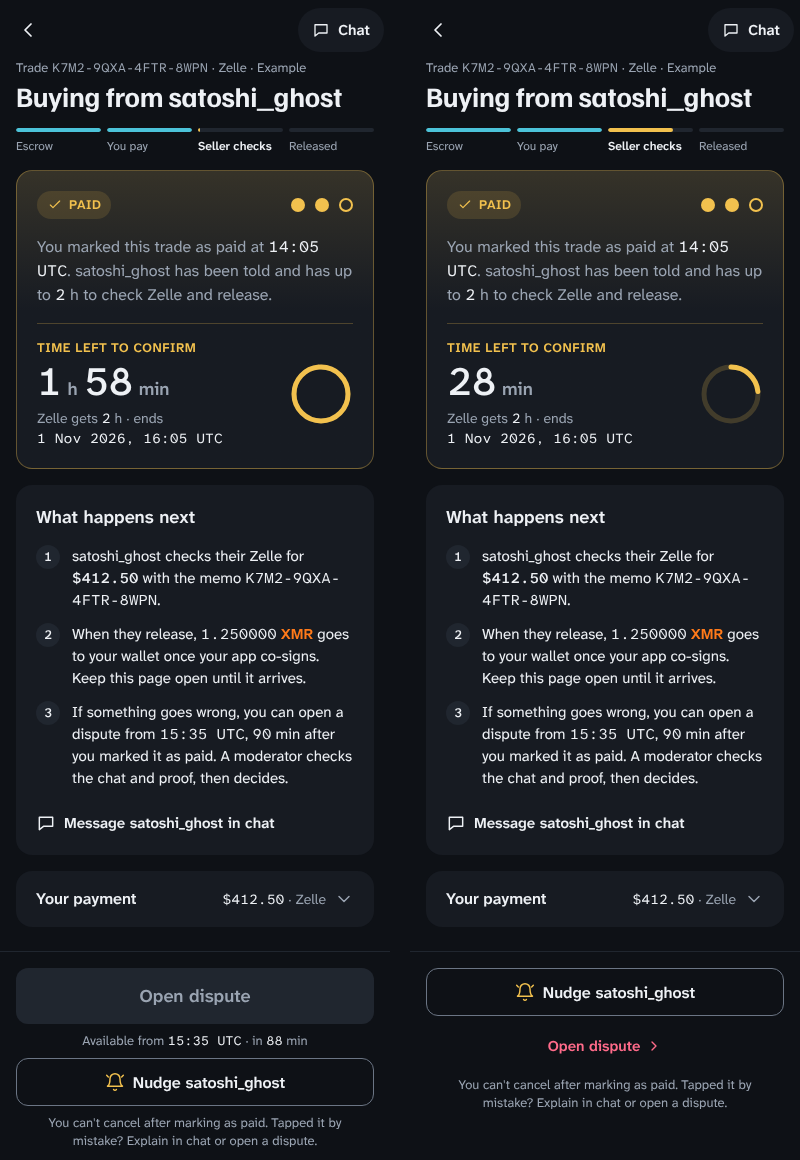 Chat
Trade K7M2-9QXA-4FTR-8WPN · Zelle · Example
Buying from satoshi_ghost
Escrow
You pay
Seller checks
Released
PAID
You marked this trade as paid at 14:05
UTC. satoshi_ghost has been told and has up
to 2 h to check Zelle and release.
TIME LEFT TO CONFIRM
1 h 58 min
Zelle gets 2 h · ends
1 Nov 2026, 16:05 UTC
What happens next
1 satoshi_ghost checks their Zelle for
$412.50 with the memo K7M2-9QXA-
4FTR-8WPN.
2 When they release, 1.250000 XMR goes
to your wallet once your app co-signs.
Keep this page open until it arrives.
3 If something goes wrong, you can open a
dispute from 15:35 UTC, 90 min after
you marked it as paid. A moderator checks
the chat and proof, then decides.
Message satoshi_ghost in chat
Your payment $412.50 · Zelle
Open dispute
Available from 15:35 UTC · in 88 min
Nudge satoshi_ghost
You can't cancel after marking as paid. Tapped it by
mistake? Explain in chat or open a dispute.
Chat
Trade K7M2-9QXA-4FTR-8WPN · Zelle · Example
Buying from satoshi_ghost
Escrow
You pay
Seller checks
Released
PAID
You marked this trade as paid at 14:05
UTC. satoshi_ghost has been told and has up
to 2 h to check Zelle and release.
TIME LEFT TO CONFIRM
28 min
Zelle gets 2 h · ends
1 Nov 2026, 16:05 UTC
What happens next
1 satoshi_ghost checks their Zelle for
$412.50 with the memo K7M2-9QXA-
4FTR-8WPN.
2 When they release, 1.250000 XMR goes
to your wallet once your app co-signs.
Keep this page open until it arrives.
3 If something goes wrong, you can open a
dispute from 15:35 UTC, 90 min after
you marked it as paid. A moderator checks
the chat and proof, then decides.
Message satoshi_ghost in chat
Your payment $412.50 · Zelle
Nudge satoshi_ghost
Open dispute
You can't cancel after marking as paid. Tapped it by
mistake? Explain in chat or open a dispute.